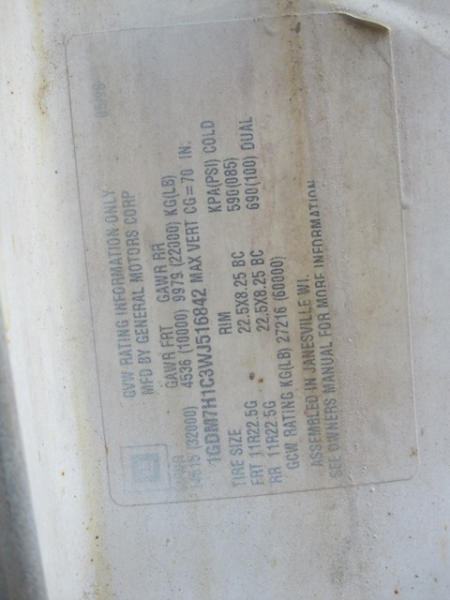 GVW RATING INFORMATION ONLY
MFD BY GENERAL MOTORS CORP
GAWR FRT GAWR RR
(32000) 4536 (10000) 9979 (22000) KG(LB)
1GDM7H1C3WJ516842 MAX VERT CG=70 IN.
TIRE SIZE RIM KPA(PSI) COLD
FRT 11R22.5G 22.5X8.25 BC 590(085)
RR 11R22.5G 22.5X8.25 BC 690(100) DUAL
GCW RATING KG(LB) 27216 (60000)
ASSEMBLED IN JANESVILLE WI.
SEE OWNERS MANUAL FOR MORE INFORMATION